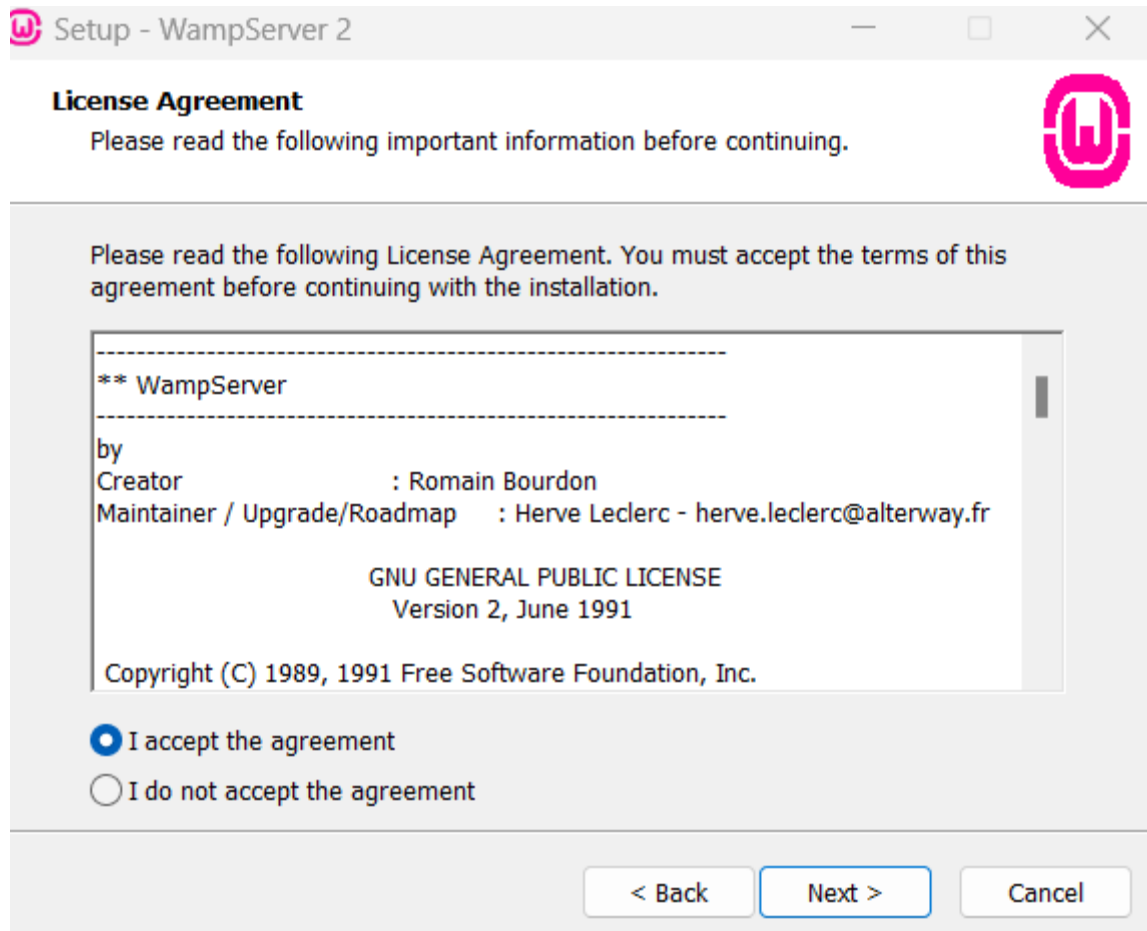 Setup - WampServer 2
License Agreement
Please read the following important information before continuing.
Please read the following License Agreement. You must accept the terms of this
agreement before continuing with the installation.
---------------------------------------------------------------
** WampServer
---------------------------------------------------------------
by
Creator : Romain Bourdon
Maintainer / Upgrade/Roadmap : Herve Leclerc - herve.leclerc@alterway.fr
GNU GENERAL PUBLIC LICENSE
Version 2, June 1991
Copyright (C) 1989, 1991 Free Software Foundation, Inc.
I accept the agreement
I do not accept the agreement
< Back Next > Cancel